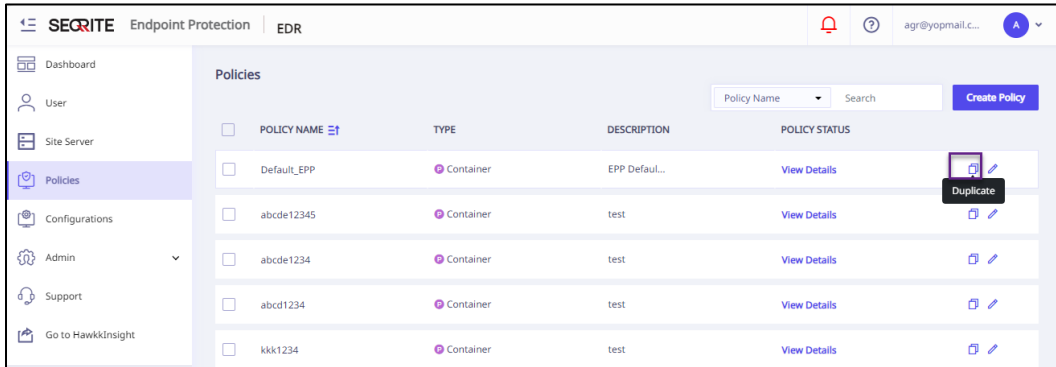 SEQRITE Endpoint Protection EDR ? agr@yopmail.c... A
Dashboard
Policies
User
Policy Name Search Create Policy
Site Server
POLICY NAME TYPE DESCRIPTION POLICY STATUS
Policies
Default_EPP P Container EPP Defaul... View Details
Duplicate
Configurations
abcde12345 P Container test View Details
Admin
abcde1234 P Container test View Details
Support
abcd1234 P Container test View Details
Go to HawkkInsight
kkk1234 P Container test View Details